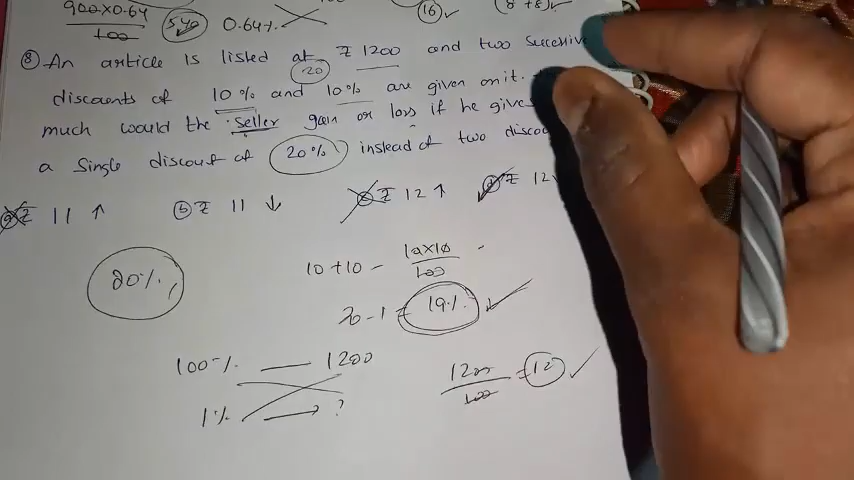 900×0.64
100
540
0.64%
16
(8+8)
⑧ An article is listed at ₹ 1200 and two Successive
20
discounts of 10% and 10% are given on it.
much would the seller gain or loss if he give
a Single discount of 20% instead of two disco
ⓐ ₹ 11 ↑ ⓑ ₹ 11 ↓ ⓒ ₹ 12 ↑ ⓓ ₹ 12 ↓
20%
10+10 - 10×10
100
20-1 = 19%
100% — 1200
1% → ?
1200
100
= 12